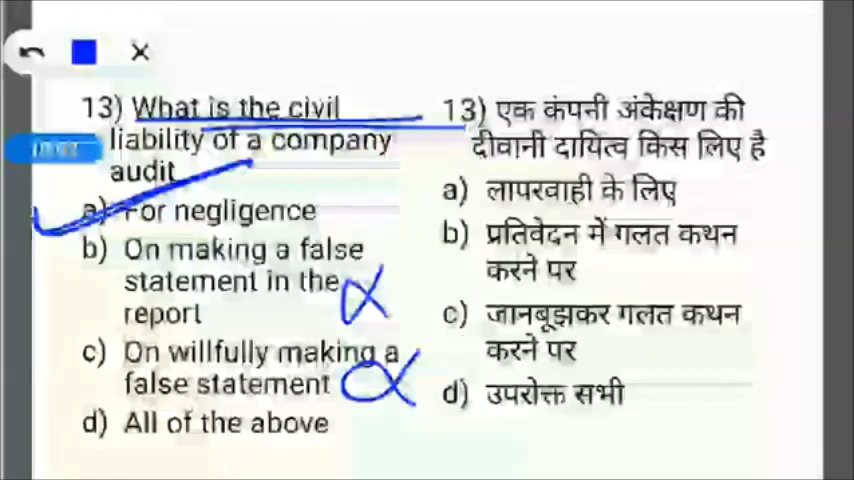 13) What is the civil
liability of a company
audit
a) For negligence
b) On making a false
statement in the
report
c) On willfully making a
false statement
d) All of the above
13) एक कंपनी अंकेक्षण की
दीवानी दायित्व किस लिए है
a) लापरवाही के लिए
b) प्रतिवेदन में गलत कथन
करने पर
c) जानबूझकर गलत कथन
करने पर
d) उपरोक्त सभी